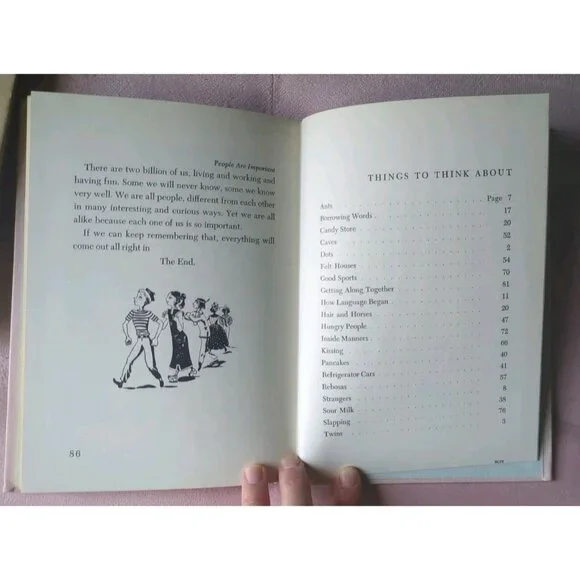 People Are Important
There are two billion of us, living and working and
having fun. Some we will never know, some we know
very well. We are all people, different from each other
in many interesting and curious ways. Yet we are all
alike because each one of us is so important.
If we can keep remembering that, everything will
come out all right in
The End.
86
THINGS TO THINK ABOUT
Ants . . . Page 7
Borrowing Words . . . 17
Candy Store . . . 20
Caves . . . 52
Dots . . . 2
Felt Houses . . . 54
Good Sports . . . 70
Getting Along Together . . . 81
How Language Began . . . 11
Hair and Horses . . . 20
Hungry People . . . 47
Inside Manners . . . 72
Kissing . . . 66
Pancakes . . . 40
Refrigerator Cars . . . 41
Rebosas . . . 57
Strangers . . . 8
Sour Milk . . . 38
Slapping . . . 76
Twins . . . 3